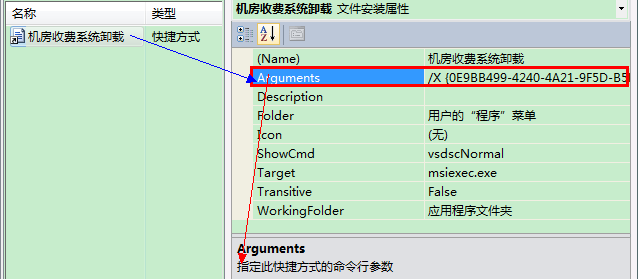 名称 类型
机房收费系统卸载 快捷方式
机房收费系统卸载 文件安装属性
(Name) 机房收费系统卸载
Arguments /X {0E9BB499-4240-4A21-9F5D-B5
Description
Folder 用户的“程序”菜单
Icon (无)
ShowCmd vsdscNormal
Target msiexec.exe
Transitive False
WorkingFolder 应用程序文件夹
Arguments
指定此快捷方式的命令行参数